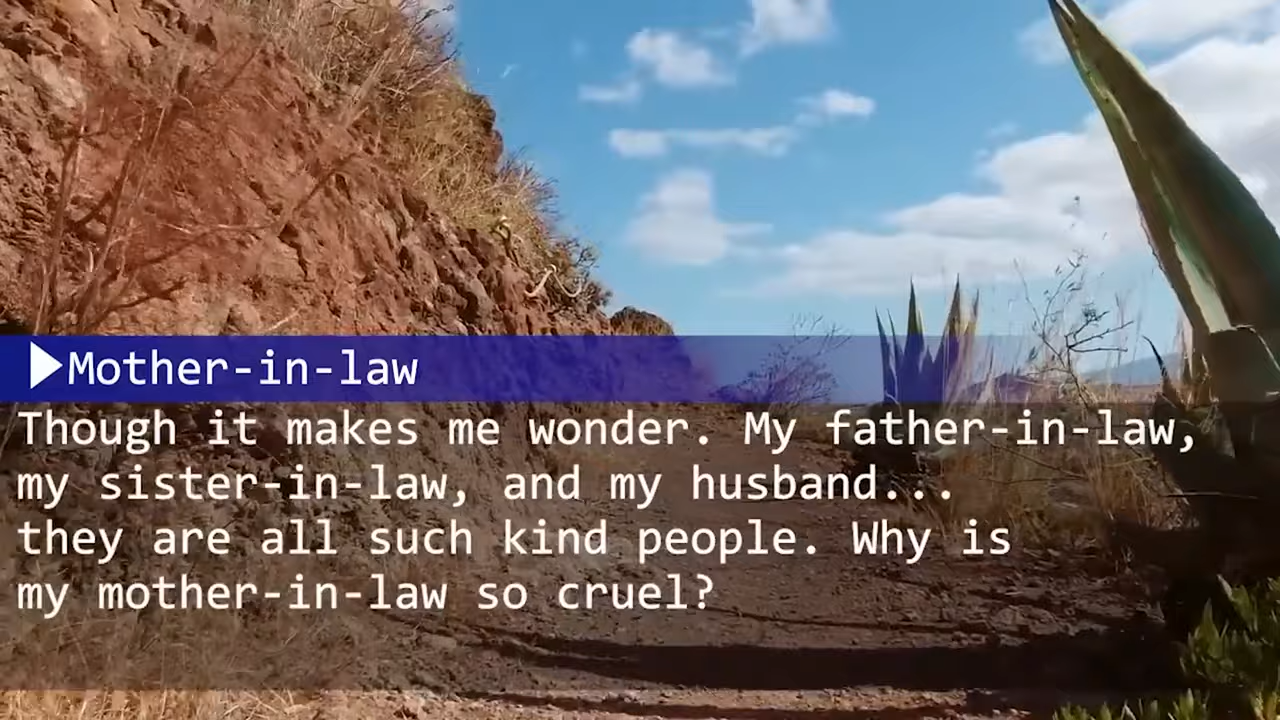 ▶Mother-in-law
Though it makes me wonder. My father-in-law,
my sister-in-law, and my husband...
they are all such kind people. Why is
my mother-in-law so cruel?